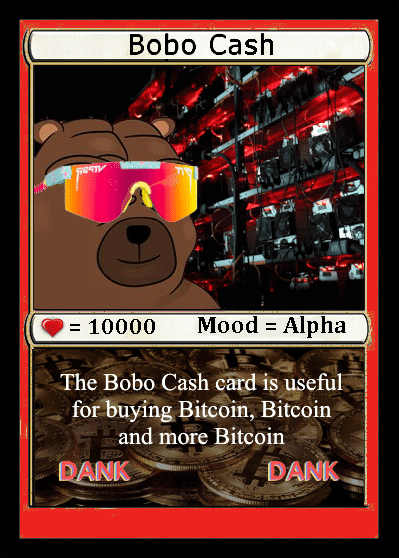 Bobo Cash
= 10000 Mood = Alpha
The Bobo Cash card is useful
for buying Bitcoin, Bitcoin
and more Bitcoin
DANK DANK